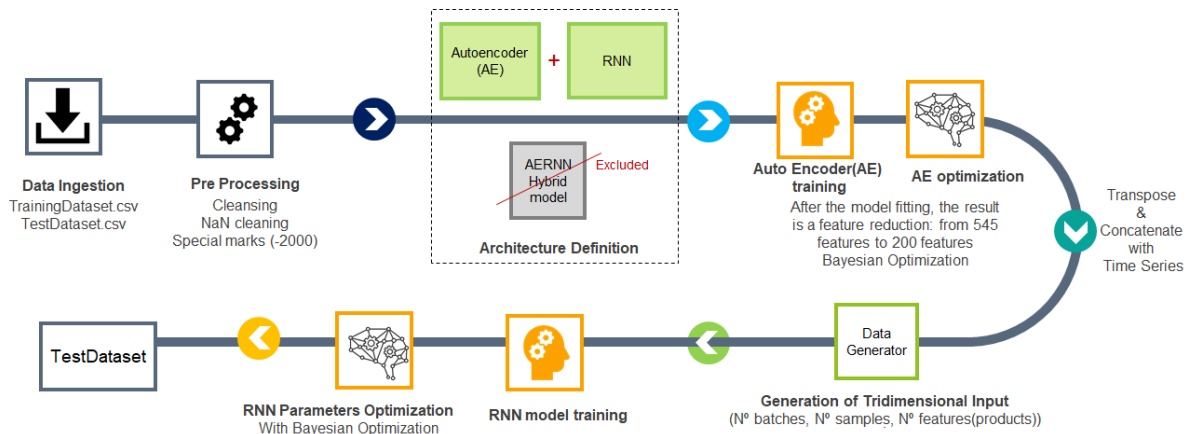 Autoencoder
(AE)
+
RNN
AERNN
Hybrid
model
Excluded
Architecture Definition
Data Ingestion
TrainingDataset.csv
TestDataset.csv
Pre Processing
Cleansing
NaN cleaning
Special marks (-2000)
Auto Encoder(AE)
training
After the model fitting, the result
is a feature reduction: from 545
features to 200 features
Bayesian Optimization
AE optimization
Transpose
&
Concatenate
with
Time Series
Data
Generator
Generation of Tridimensional Input
(Nº batches, Nº samples, Nº features(products))
RNN model training
RNN Parameters Optimization
With Bayesian Optimization
TestDataset